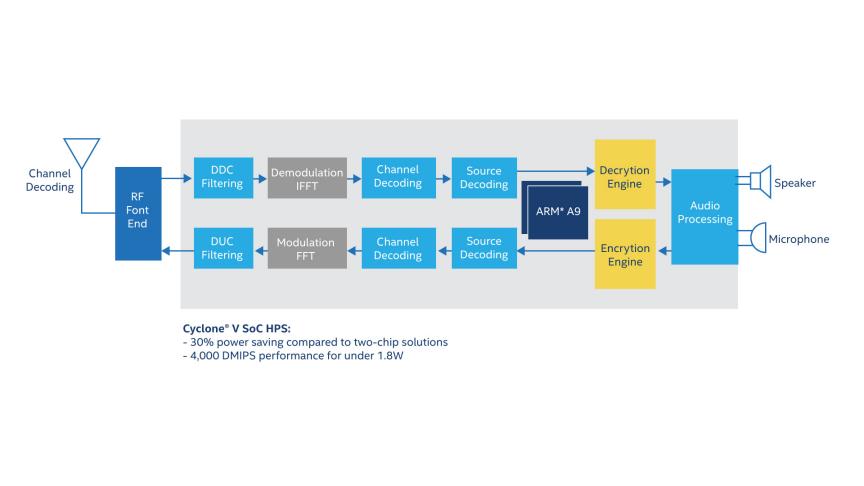 Channel
Decoding
RF
Font
End
DDC
Filtering
Demodulation
IFFT
Channel
Decoding
Source
Decoding
ARM* A9
Decrytion
Engine
Audio
Processing
Speaker
Microphone
DUC
Filtering
Modulation
FFT
Channel
Decoding
Source
Decoding
Encrytion
Engine
Cyclone® V SoC HPS:
- 30% power saving compared to two-chip solutions
- 4,000 DMIPS performance for under 1.8W